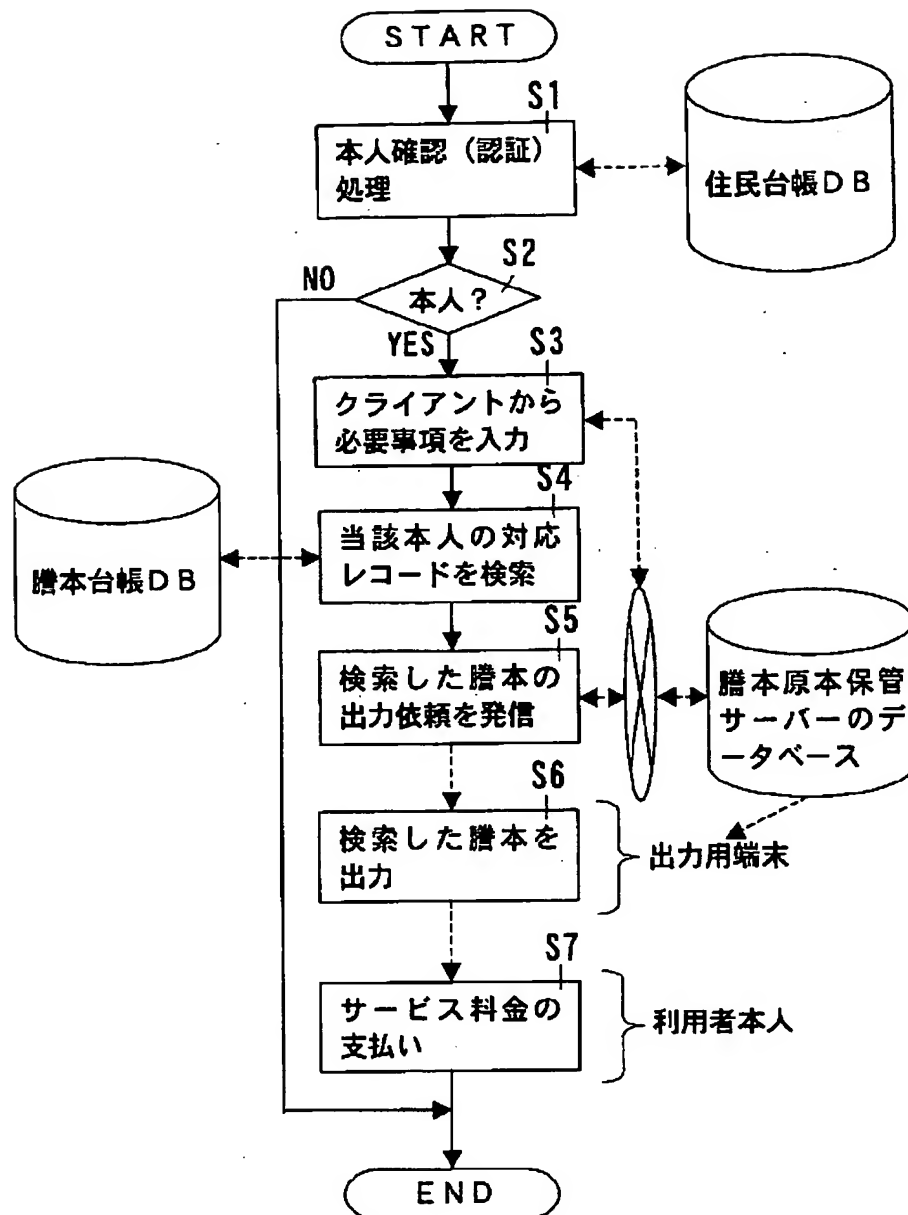 START
S1
本人確認（認証）
処理
住民台帳DB
S2
NO
本人？
YES
S3
クライアントから
必要事項を入力
S4
当該本人の対応
レコードを検索
謄本台帳DB
S5
検索した謄本の
出力依頼を発信
謄本原本保管
サーバーのデ
ータベース
S6
検索した謄本を
出力
出力用端末
S7
サービス料金の
支払い
利用者本人
END